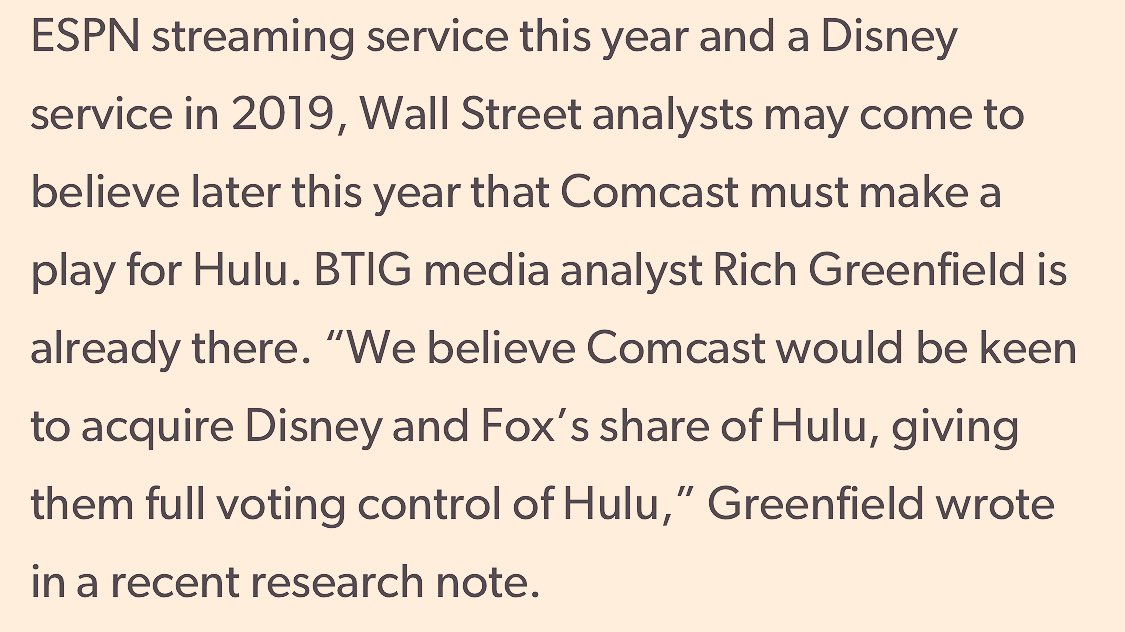 ESPN streaming service this year and a Disney
service in 2019, Wall Street analysts may come to
believe later this year that Comcast must make a
play for Hulu. BTIG media analyst Rich Greenfield is
already there. “We believe Comcast would be keen
to acquire Disney and Fox’s share of Hulu, giving
them full voting control of Hulu,” Greenfield wrote
in a recent research note.